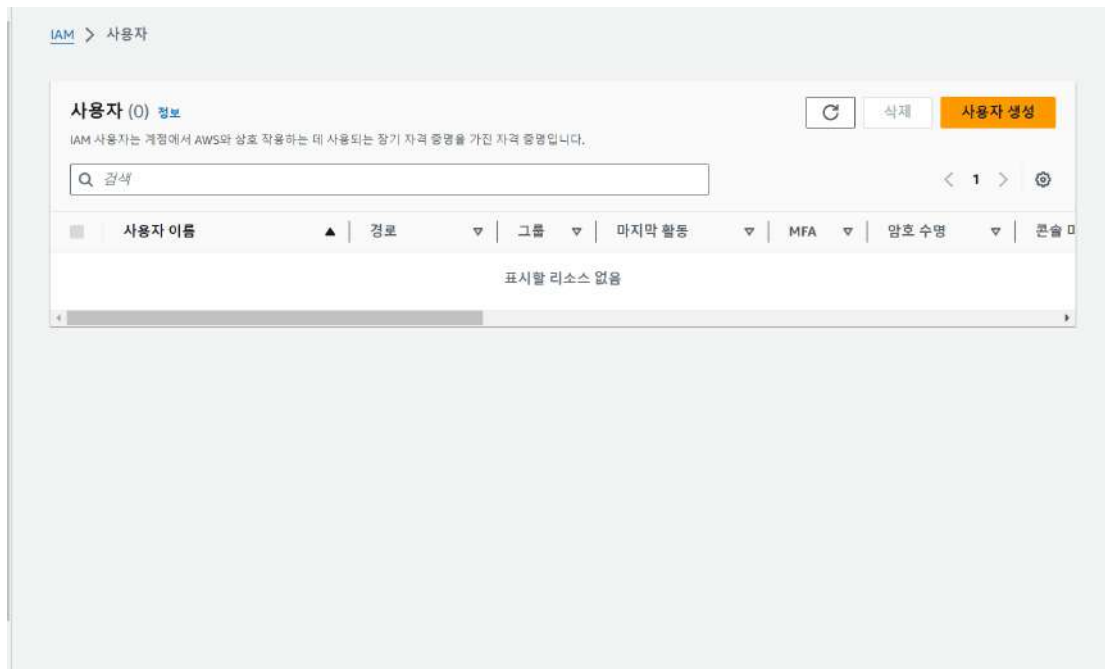 IAM > 사용자
사용자 (0) 정보
삭제
사용자 생성
IAM 사용자는 계정에서 AWS와 상호 작용하는 데 사용되는 장기 자격 증명을 가진 자격 증명입니다.
검색
< 1 >
사용자 이름 경로 그룹 마지막 활동 MFA 암호 수명 콘솔
표시할 리소스 없음